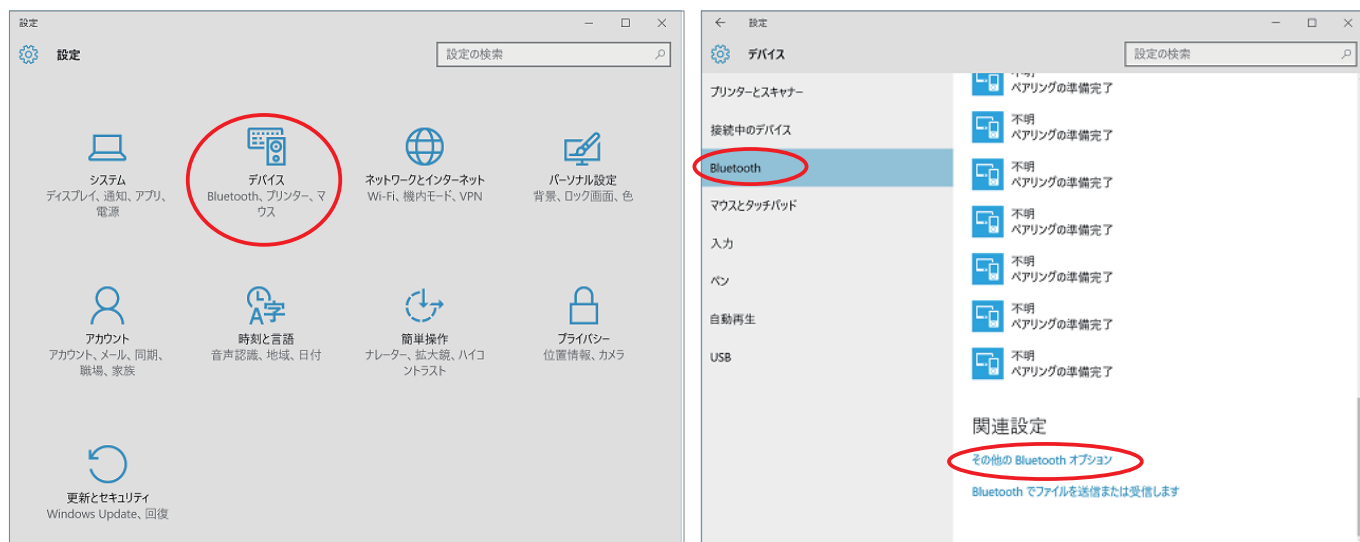 設定
設定
設定の検索
システム
ディスプレイ、通知、アプリ、
電源
デバイス
Bluetooth、プリンター、マ
ウス
ネットワークとインターネット
Wi-Fi、機内モード、VPN
パーソナル設定
背景、ロック画面、色
アカウント
アカウント、メール、同期、
職場、家族
時刻と言語
音声認識、地域、日付
簡単操作
ナレーター、拡大鏡、ハイコ
ントラスト
プライバシー
位置情報、カメラ
更新とセキュリティ
Windows Update、回復
設定
デバイス
設定の検索
プリンターとスキャナー
接続中のデバイス
Bluetooth
マウスとタッチパッド
入力
ペン
自動再生
USB
ペアリングの準備完了
不明
ペアリングの準備完了
不明
ペアリングの準備完了
不明
ペアリングの準備完了
不明
ペアリングの準備完了
不明
ペアリングの準備完了
不明
ペアリングの準備完了
関連設定
その他の Bluetooth オプション
Bluetooth でファイルを送信または受信します